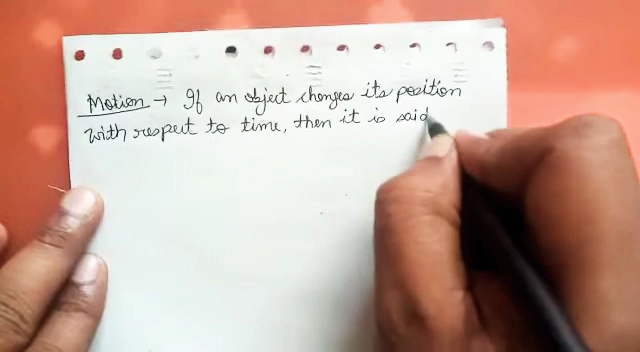 Motion → If an object changes its position
with respect to time, then it is said